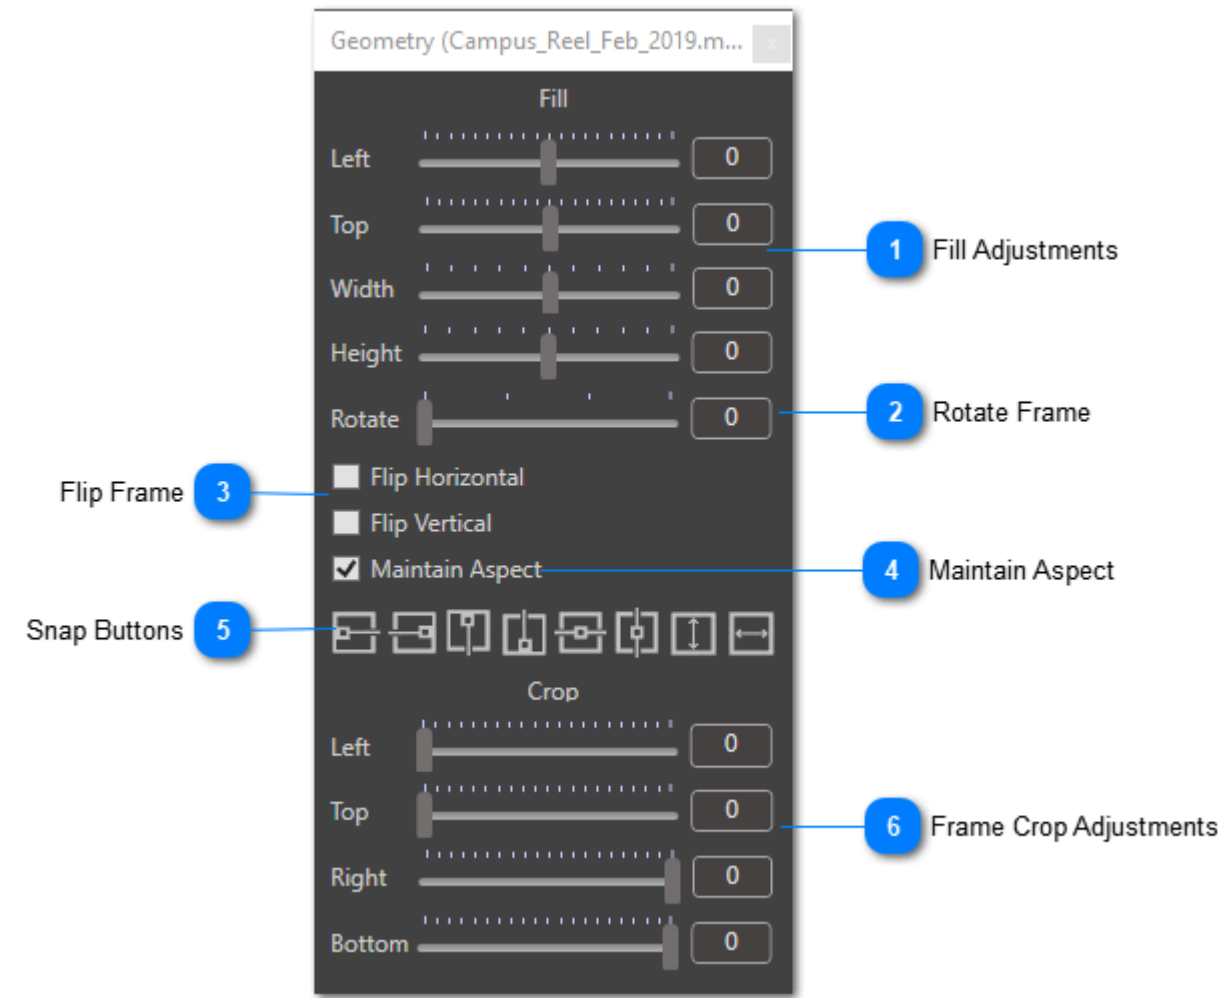 Geometry (Campus_Reel_Feb_2019.m... x
Fill
Left 0
Top 0
1 Fill Adjustments
Width 0
Height 0
Rotate 0
2 Rotate Frame
Flip Horizontal
Flip Frame 3
Flip Vertical
Maintain Aspect
4 Maintain Aspect
Snap Buttons 5
Crop
Left 0
Top 0
6 Frame Crop Adjustments
Right 0
Bottom 0